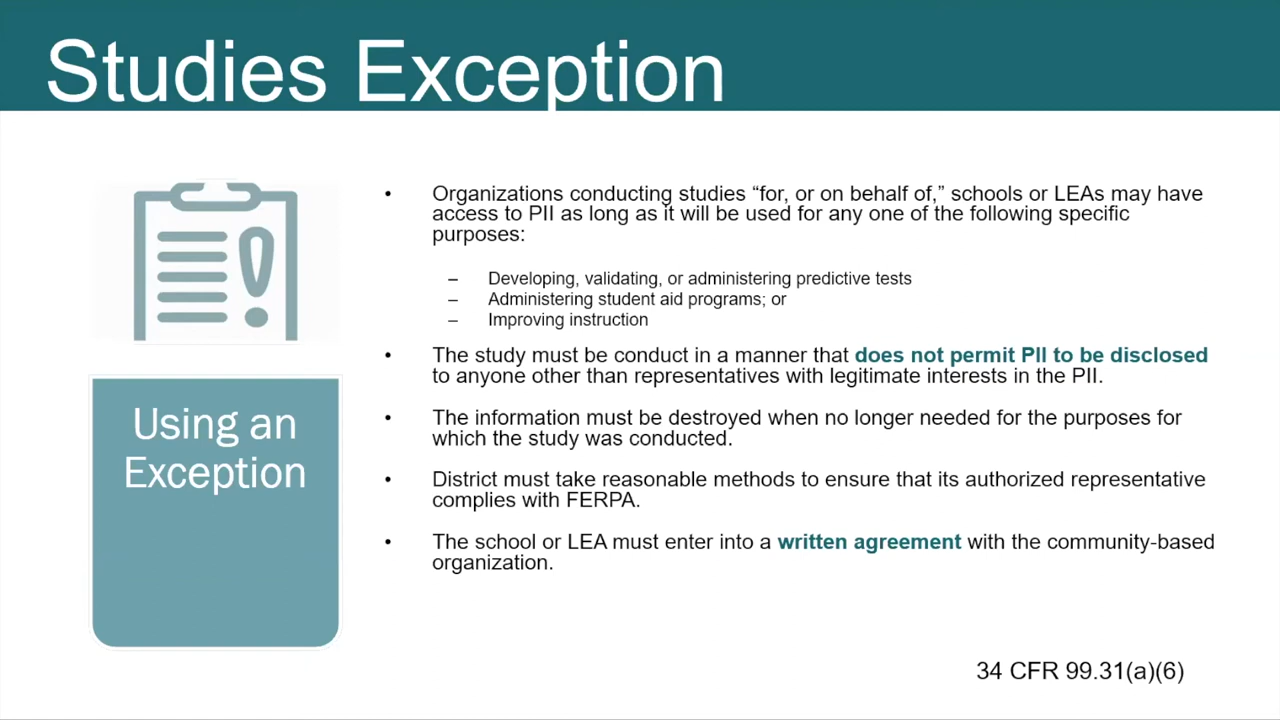 Studies Exception
Using an
Exception
• Organizations conducting studies “for, or on behalf of,” schools or LEAs may have
access to PII as long as it will be used for any one of the following specific
purposes:
– Developing, validating, or administering predictive tests
– Administering student aid programs; or
– Improving instruction
• The study must be conduct in a manner that does not permit PII to be disclosed
to anyone other than representatives with legitimate interests in the PII.
• The information must be destroyed when no longer needed for the purposes for
which the study was conducted.
• District must take reasonable methods to ensure that its authorized representative
complies with FERPA.
• The school or LEA must enter into a written agreement with the community-based
organization.
34 CFR 99.31(a)(6)